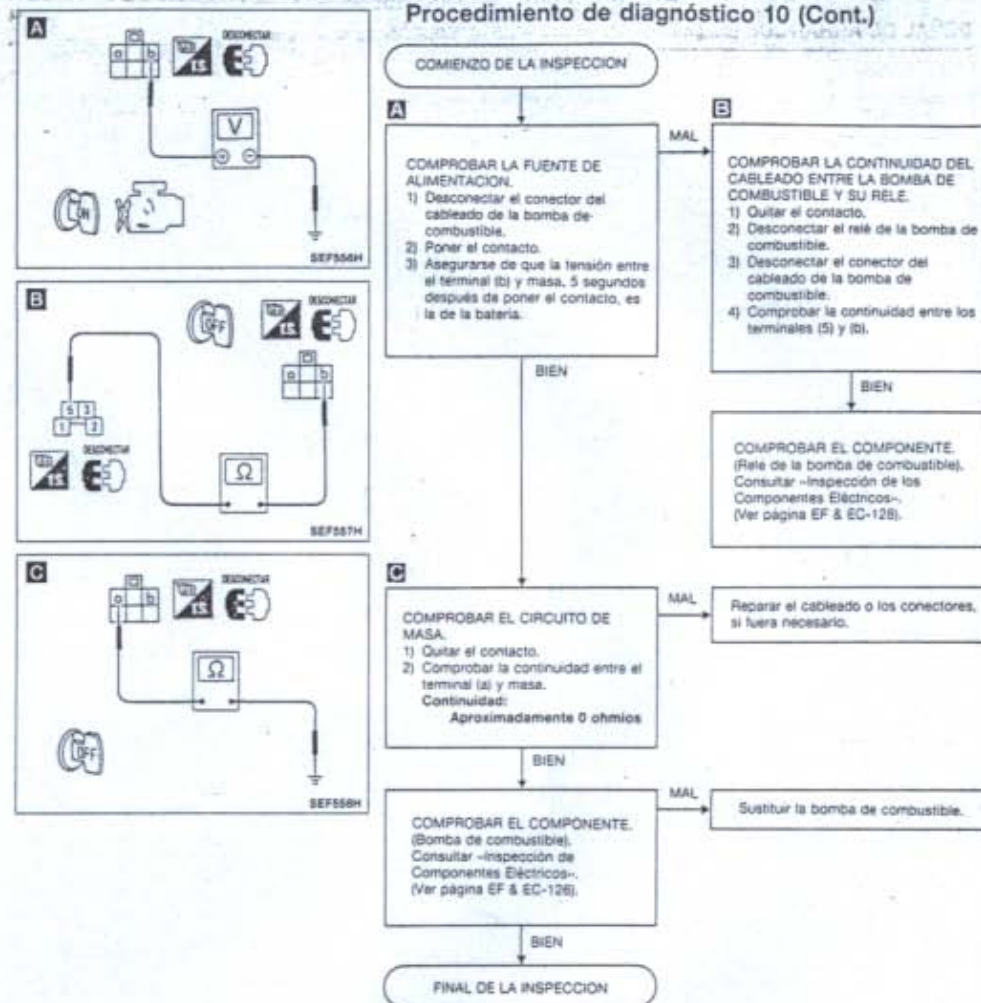 Procedimiento de diagnóstico 10 (Cont.)
A
DESCONECTAR
b
V
ON
SEF556H
B
OFF
DESCONECTAR
a b
5 3
1 2
DESCONECTAR
Ω
SEF557H
C
a b
DESCONECTAR
Ω
OFF
SEF558H
COMIENZO DE LA INSPECCION
A
COMPROBAR LA FUENTE DE
ALIMENTACION.
1) Desconectar el conector del
cableado de la bomba de
combustible.
2) Poner el contacto.
3) Asegurarse de que la tensión entre
el terminal (b) y masa, 5 segundos
después de poner el contacto, es
la de la batería.
MAL
B
COMPROBAR LA CONTINUIDAD DEL
CABLEADO ENTRE LA BOMBA DE
COMBUSTIBLE Y SU RELE.
1) Quitar el contacto.
2) Desconectar el relé de la bomba de
combustible.
3) Desconectar el conector del
cableado de la bomba de
combustible.
4) Comprobar la continuidad entre los
terminales (5) y (b).
BIEN
BIEN
COMPROBAR EL COMPONENTE.
(Relé de la bomba de combustible).
Consultar «Inspección de los
Componentes Eléctricos».
(Ver página EF & EC-128).
C
COMPROBAR EL CIRCUITO DE
MASA.
1) Quitar el contacto.
2) Comprobar la continuidad entre el
terminal (a) y masa.
Continuidad:
Aproximadamente 0 ohmios
MAL
Reparar el cableado o los conectores,
si fuera necesario.
BIEN
COMPROBAR EL COMPONENTE.
(Bomba de combustible).
Consultar «Inspección de
Componentes Eléctricos».
(Ver página EF & EC-126).
MAL
Sustituir la bomba de combustible.
BIEN
FINAL DE LA INSPECCION